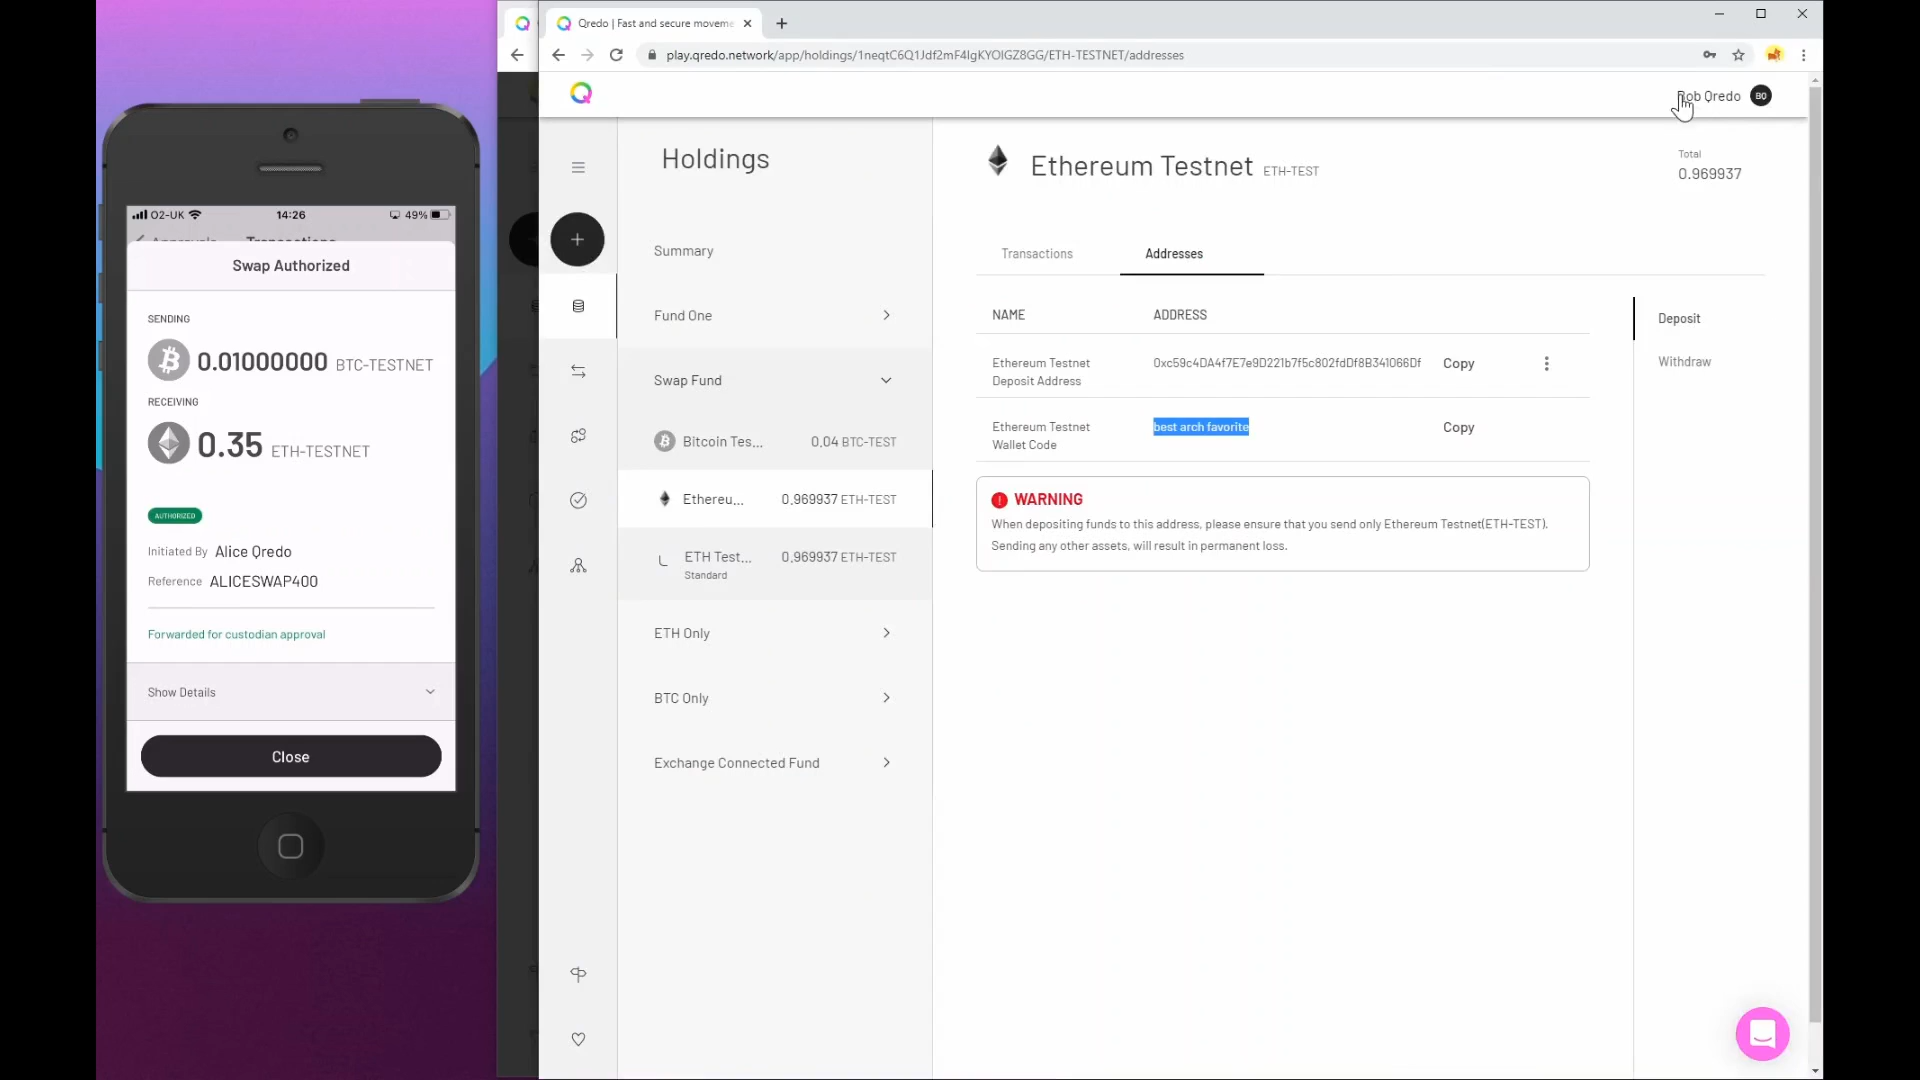 O2-UK
14:26
49%
Swap Authorized
SENDING
0.01000000 BTC-TESTNET
RECEIVING
0.35 ETH-TESTNET
AUTHORIZED
Initiated By Alice Qredo
Reference ALICESWAP400
Forwarded for custodian approval
Show Details
Close
Qredo | Fast and secure moveme
play.qredo.network/app/holdings/1neqtC6Q1Jdf2mF4IgKYOIGZ8GG/ETH-TESTNET/addresses
Bob Qredo BQ
Holdings
Summary
Fund One
Swap Fund
Bitcoin Tes... 0.04 BTC-TEST
Ethereu... 0.969937 ETH-TEST
ETH Test... 0.969937 ETH-TEST
Standard
ETH Only
BTC Only
Exchange Connected Fund
Ethereum Testnet ETH-TEST
Total
0.969937
Transactions
Addresses
NAME ADDRESS
Ethereum Testnet
Deposit Address
0xc59c4DA4f7E7e9D221b7f5c802fdDf8B341066Df Copy
Ethereum Testnet
Wallet Code
best arch favorite Copy
WARNING
When depositing funds to this address, please ensure that you send only Ethereum Testnet(ETH-TEST).
Sending any other assets, will result in permanent loss.
Deposit
Withdraw